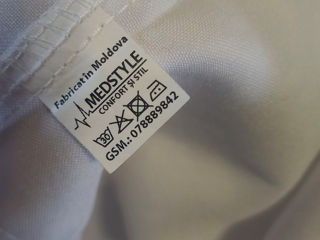 Fabricat în Moldova
MEDSTYLE
CONFORT ȘI STIL
30
GSM.: 078889842